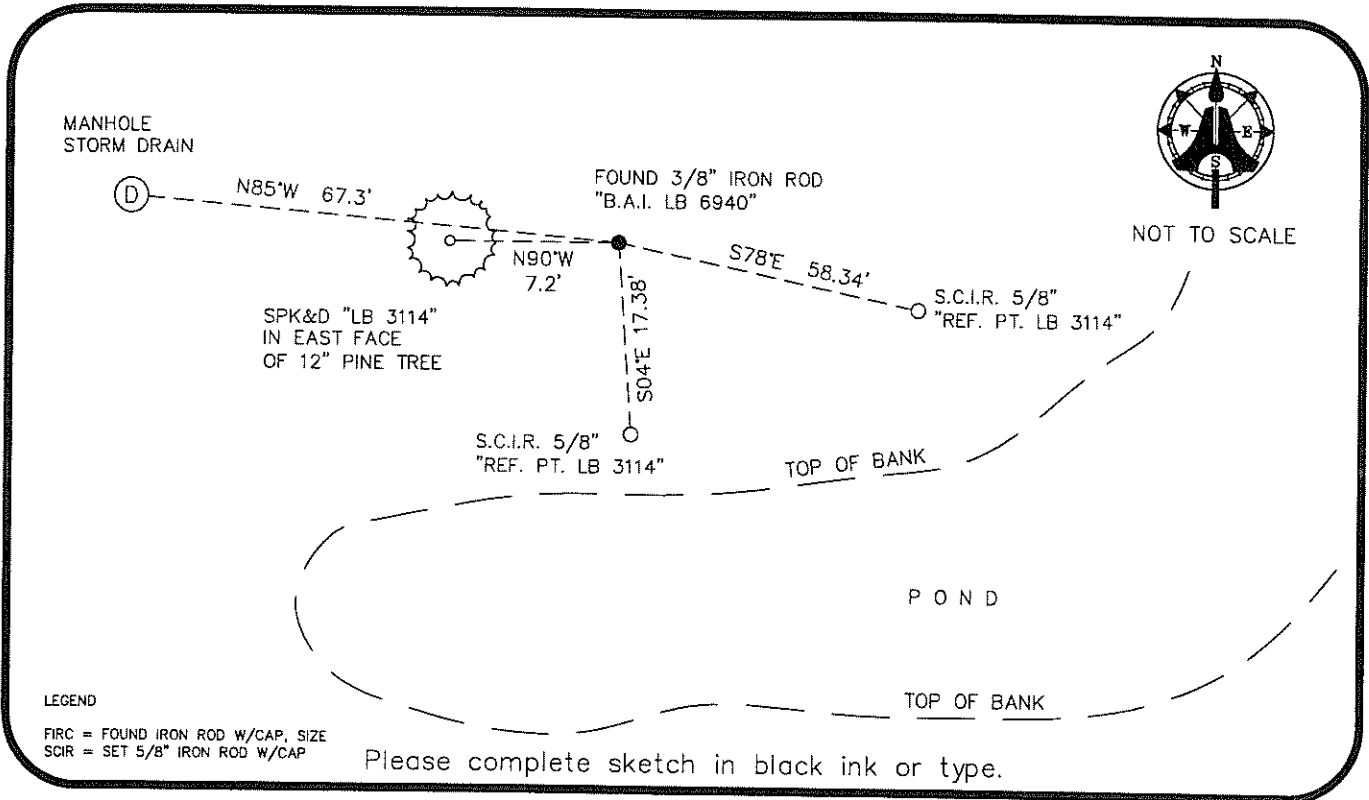 MANHOLE
STORM DRAIN
D
N85°W 67.3'
FOUND 3/8" IRON ROD
"B.A.I. LB 6940"
N
W
E
S
NOT TO SCALE
N90°W
7.2'
S78°E 58.34'
S04°E 17.38'
S.C.I.R. 5/8"
"REF. PT. LB 3114"
SPK&D "LB 3114"
IN EAST FACE
OF 12" PINE TREE
S.C.I.R. 5/8"
"REF. PT. LB 3114"
TOP OF BANK
POND
TOP OF BANK
LEGEND
FIRC = FOUND IRON ROD W/CAP, SIZE
SCIR = SET 5/8" IRON ROD W/CAP
Please complete sketch in black ink or type.